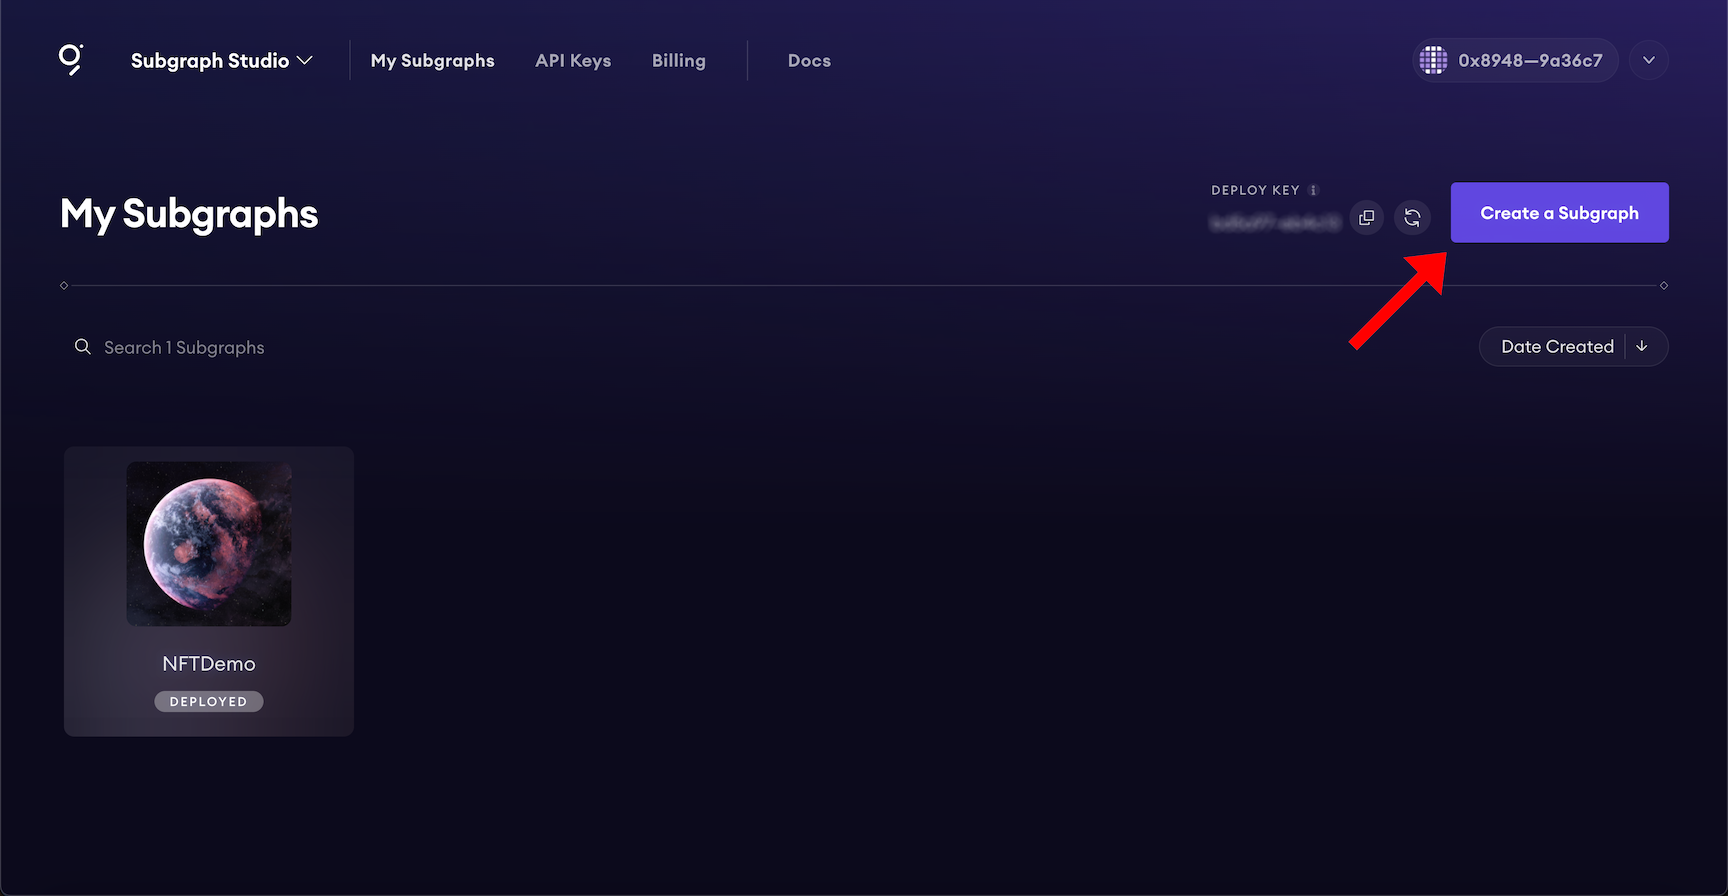 Subgraph Studio
My Subgraphs
API Keys
Billing
Docs
0x8948—9a36c7
My Subgraphs
DEPLOY KEY
Create a Subgraph
Search 1 Subgraphs
Date Created
NFTDemo
DEPLOYED